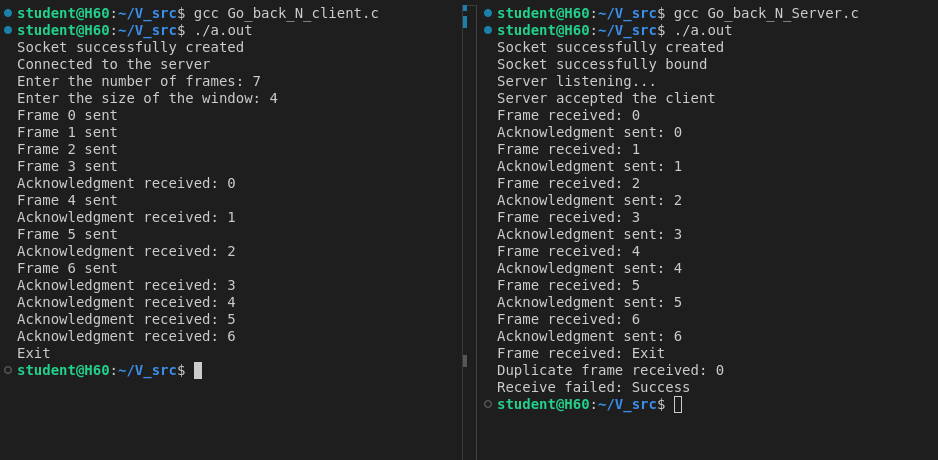 student@H60:~/V_src$ gcc Go_back_N_client.c
student@H60:~/V_src$ ./a.out
Socket successfully created
Connected to the server
Enter the number of frames: 7
Enter the size of the window: 4
Frame 0 sent
Frame 1 sent
Frame 2 sent
Frame 3 sent
Acknowledgment received: 0
Frame 4 sent
Acknowledgment received: 1
Frame 5 sent
Acknowledgment received: 2
Frame 6 sent
Acknowledgment received: 3
Acknowledgment received: 4
Acknowledgment received: 5
Acknowledgment received: 6
Exit
student@H60:~/V_src$
student@H60:~/V_src$ gcc Go_back_N_Server.c
student@H60:~/V_src$ ./a.out
Socket successfully created
Socket successfully bound
Server listening...
Server accepted the client
Frame received: 0
Acknowledgment sent: 0
Frame received: 1
Acknowledgment sent: 1
Frame received: 2
Acknowledgment sent: 2
Frame received: 3
Acknowledgment sent: 3
Frame received: 4
Acknowledgment sent: 4
Frame received: 5
Acknowledgment sent: 5
Frame received: 6
Acknowledgment sent: 6
Frame received: Exit
Duplicate frame received: 0
Receive failed: Success
student@H60:~/V_src$